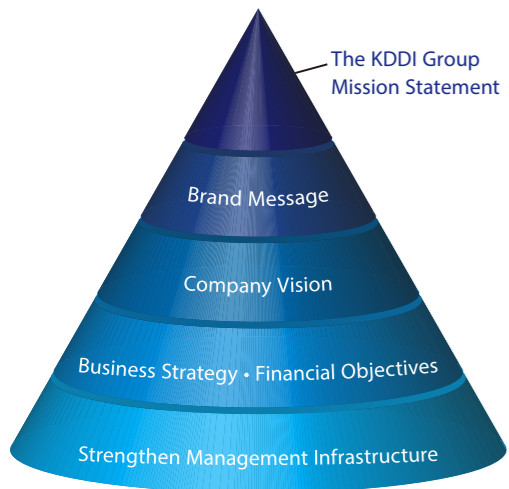 The KDDI Group
Mission Statement
Brand Message
Company Vision
Business Strategy • Financial Objectives
Strengthen Management Infrastructure